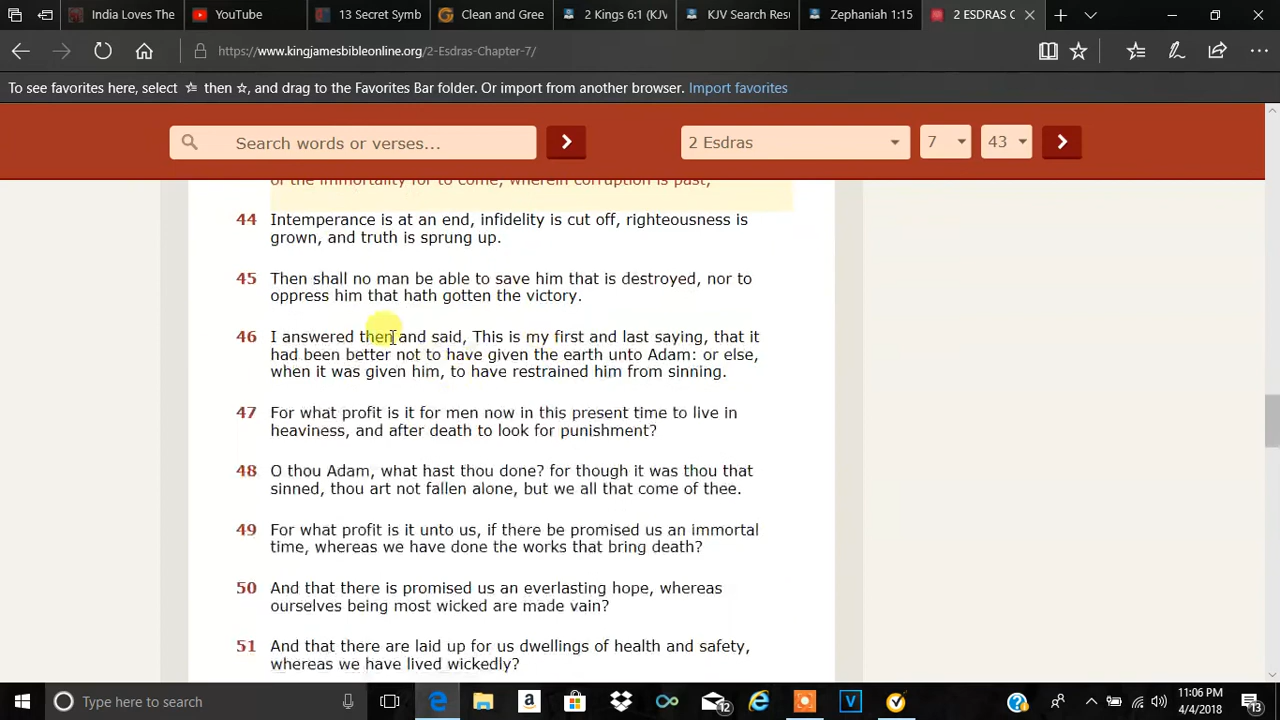 India Loves The
YouTube
13 Secret Symb
Clean and Gree
2 Kings 6:1 (KJV
KJV Search Res
Zephaniah 1:15
2 ESDRAS C
https://www.kingjamesbibleonline.org/2-Esdras-Chapter-7/
To see favorites here, select then, and drag to the Favorites Bar folder. Or import from another browser. Import favorites
Search words or verses...
2 Esdras
7
43
of the immortality for to come, wherein corruption is past,
44 Intemperance is at an end, infidelity is cut off, righteousness is
grown, and truth is sprung up.
45 Then shall no man be able to save him that is destroyed, nor to
oppress him that hath gotten the victory.
46 I answered then and said, This is my first and last saying, that it
had been better not to have given the earth unto Adam: or else,
when it was given him, to have restrained him from sinning.
47 For what profit is it for men now in this present time to live in
heaviness, and after death to look for punishment?
48 O thou Adam, what hast thou done? for though it was thou that
sinned, thou art not fallen alone, but we all that come of thee.
49 For what profit is it unto us, if there be promised us an immortal
time, whereas we have done the works that bring death?
50 And that there is promised us an everlasting hope, whereas
ourselves being most wicked are made vain?
51 And that there are laid up for us dwellings of health and safety,
whereas we have lived wickedly?
Type here to search
12
V
11:06 PM
4/4/2018
13